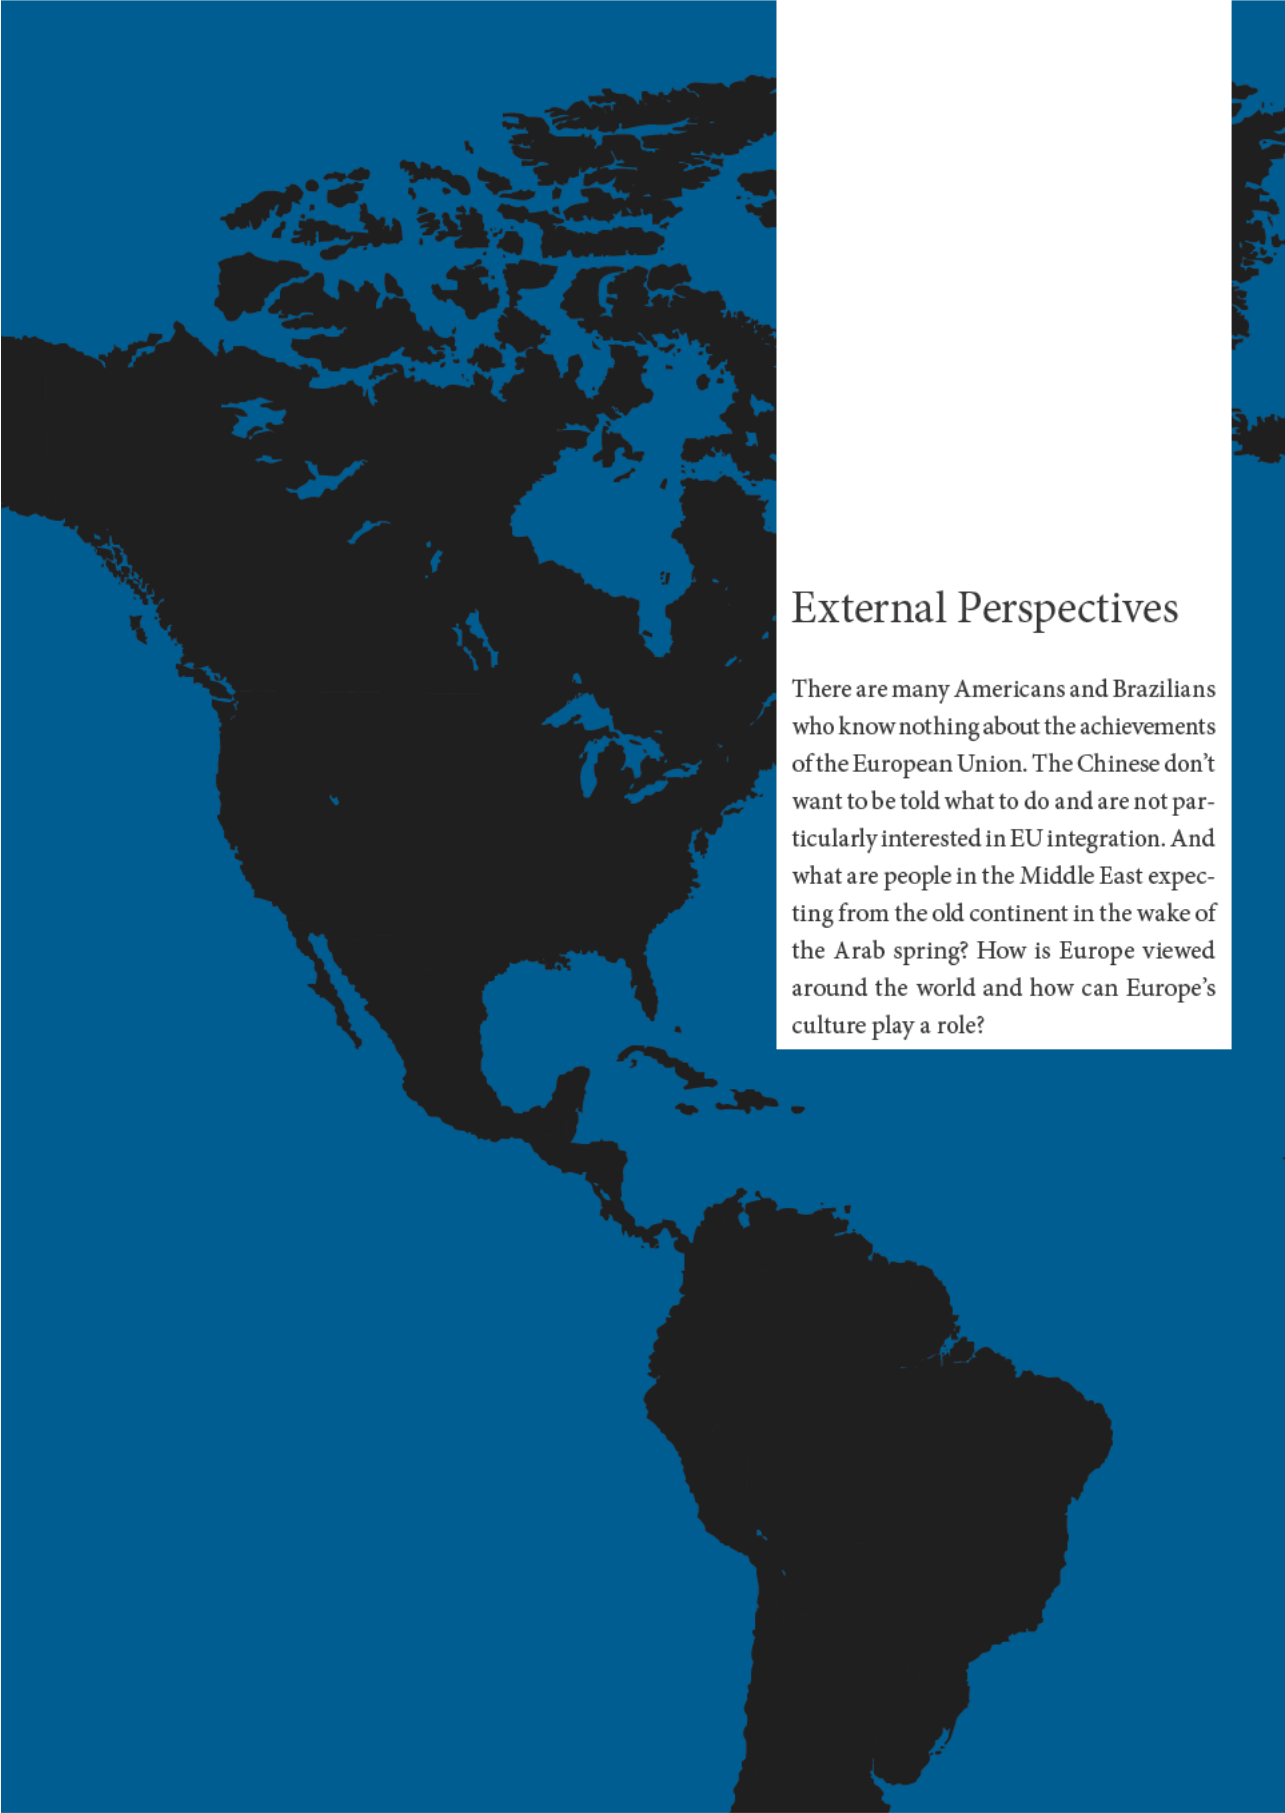 External Perspectives
There are many Americans and Brazilians
who know nothing about the achievements
of the European Union. The Chinese don’t
want to be told what to do and are not par-
ticularly interested in EU integration. And
what are people in the Middle East expec-
ting from the old continent in the wake of
the Arab spring? How is Europe viewed
around the world and how can Europe’s
culture play a role?